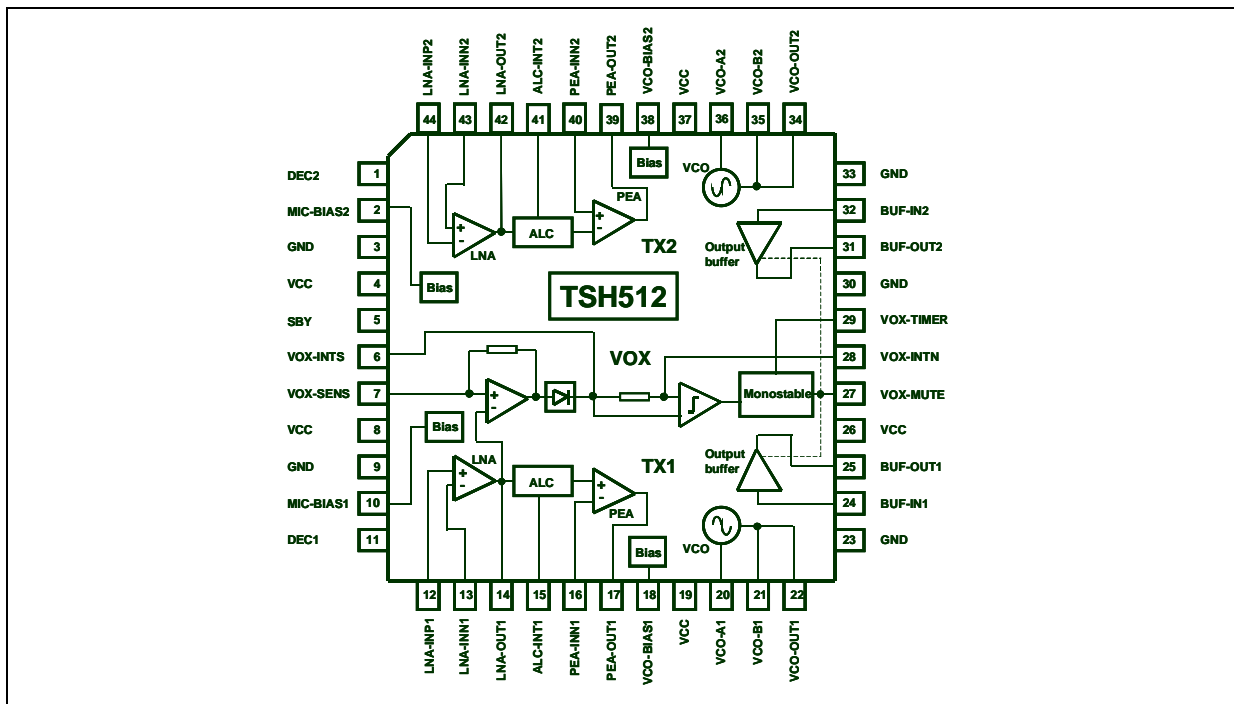 LNA-INP2
LNA-INN2
LNA-OUT2
ALC-INT2
PEA-INN2
PEA-OUT2
VCO-BIAS2
VCC
VCO-A2
VCO-B2
VCO-OUT2
44
43
42
41
40
39
38
37
36
35
34
DEC2
1
MIC-BIAS2
2
GND
3
VCC
4
SBY
5
VOX-INTS
6
VOX-SENS
7
VCC
8
GND
9
MIC-BIAS1
10
DEC1
11
33
GND
32
BUF-IN2
31
BUF-OUT2
30
GND
29
VOX-TIMER
28
VOX-INTN
27
VOX-MUTE
26
VCC
25
BUF-OUT1
24
BUF-IN1
23
GND
Bias
VCO
PEA
+
-
LNA
ALC
+
-
TX2
Output
buffer
Bias
TSH512
VOX
+
-
Monostable
Bias
LNA
+
-
ALC
+
-
PEA
TX1
Output
buffer
VCO
Bias
12
13
14
15
16
17
18
19
20
21
22
LNA-INP1
LNA-INN1
LNA-OUT1
ALC-INT1
PEA-INN1
PEA-OUT1
VCO-BIAS1
VCC
VCO-A1
VCO-B1
VCO-OUT1